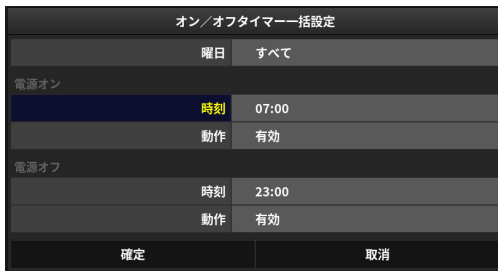 オン／オフタイマー一括設定
曜日 すべて
電源オン
時刻 07:00
動作 有効
電源オフ
時刻 23:00
動作 有効
確定 取消